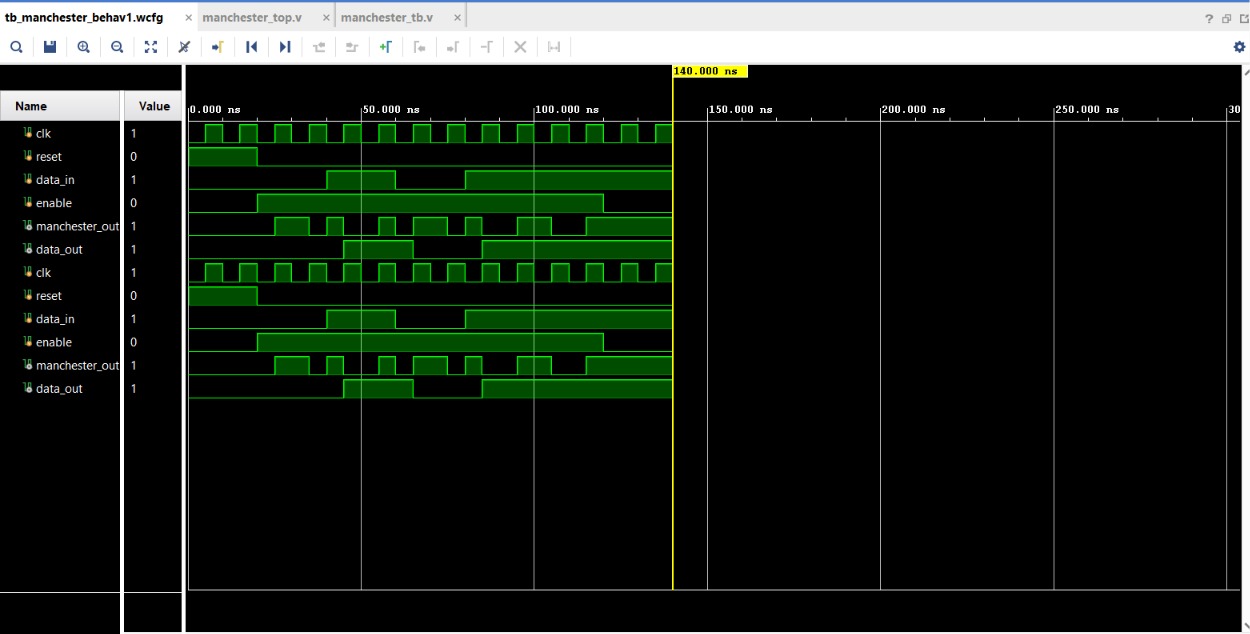 tb_manchester_behav1.wcfg × manchester_top.v × manchester_tb.v ×
?
140.000 ns
Name Value 0.000 ns 50.000 ns 100.000 ns 150.000 ns 200.000 ns 250.000 ns 30
clk 1
reset 0
data_in 1
enable 0
manchester_out 1
data_out 1
clk 1
reset 0
data_in 1
enable 0
manchester_out 1
data_out 1